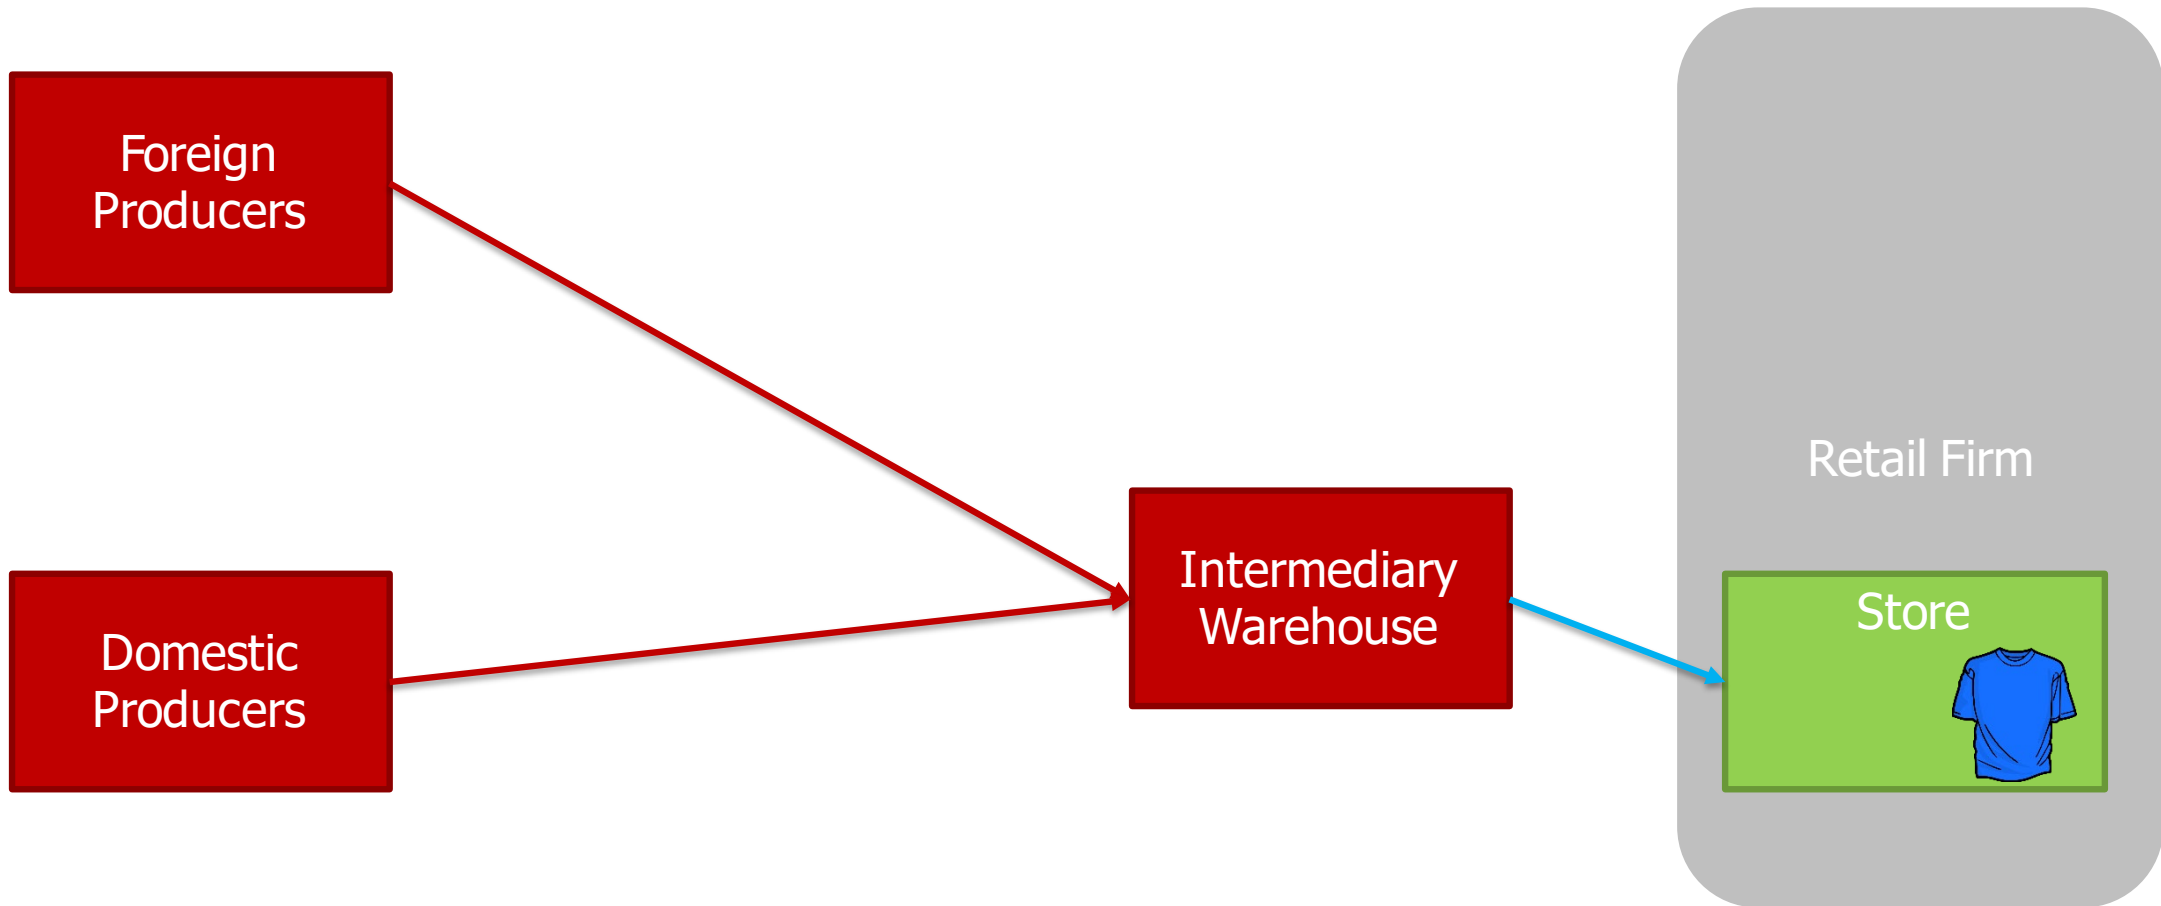 Foreign
Producers
Retail Firm
Intermediary
Warehouse
Store
Domestic
Producers